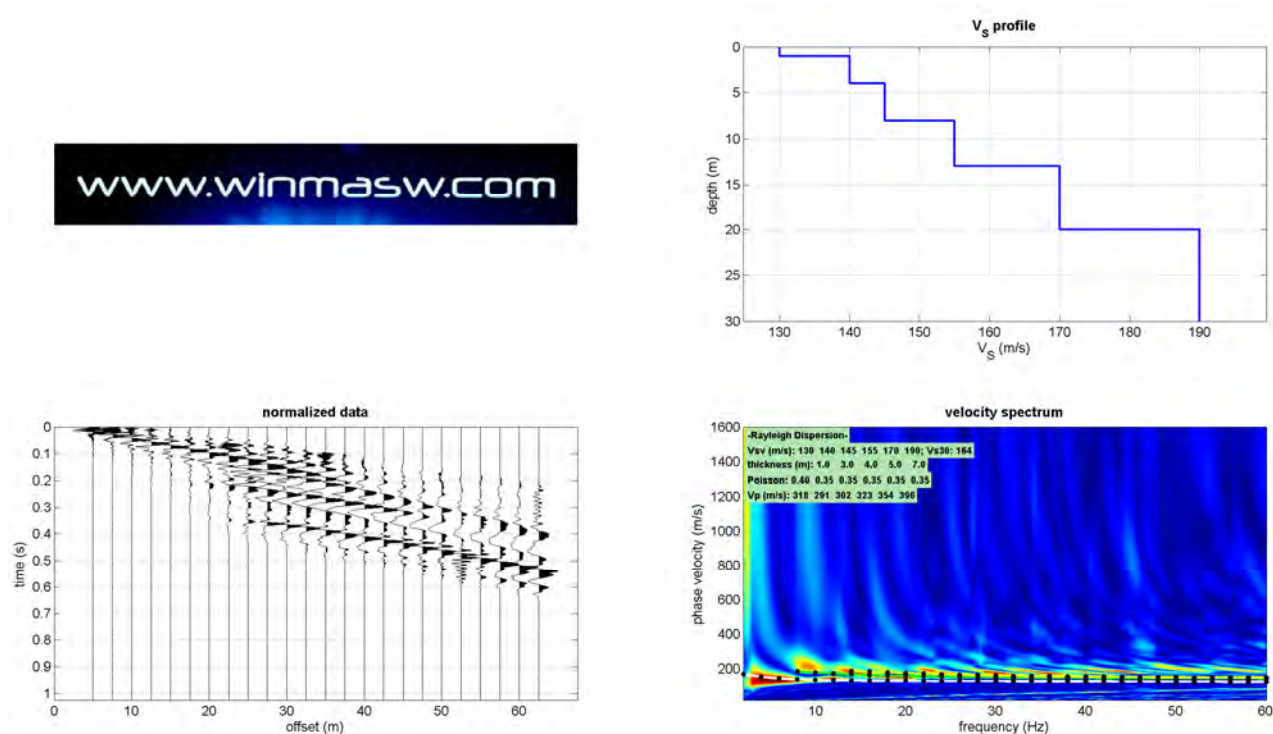 www.winmasw.com
V_S profile
0
5
10
15
20
25
30
depth (m)
130 140 150 160 170 180 190
V_S (m/s)
normalized data
0
0.1
0.2
0.3
0.4
0.5
0.6
0.7
0.8
0.9
1
time (s)
0 10 20 30 40 50 60
offset (m)
velocity spectrum
1600
1400
1200
1000
800
600
400
200
phase velocity (m/s)
-Rayleigh Dispersion-
Vsv (m/s): 130 140 145 155 170 190; Vs30: 164
thickness (m): 1.0 3.0 4.0 5.0 7.0
Poisson: 0.40 0.35 0.35 0.35 0.35 0.35
Vp (m/s): 318 291 302 323 354 396
10 20 30 40 50 60
frequency (Hz)